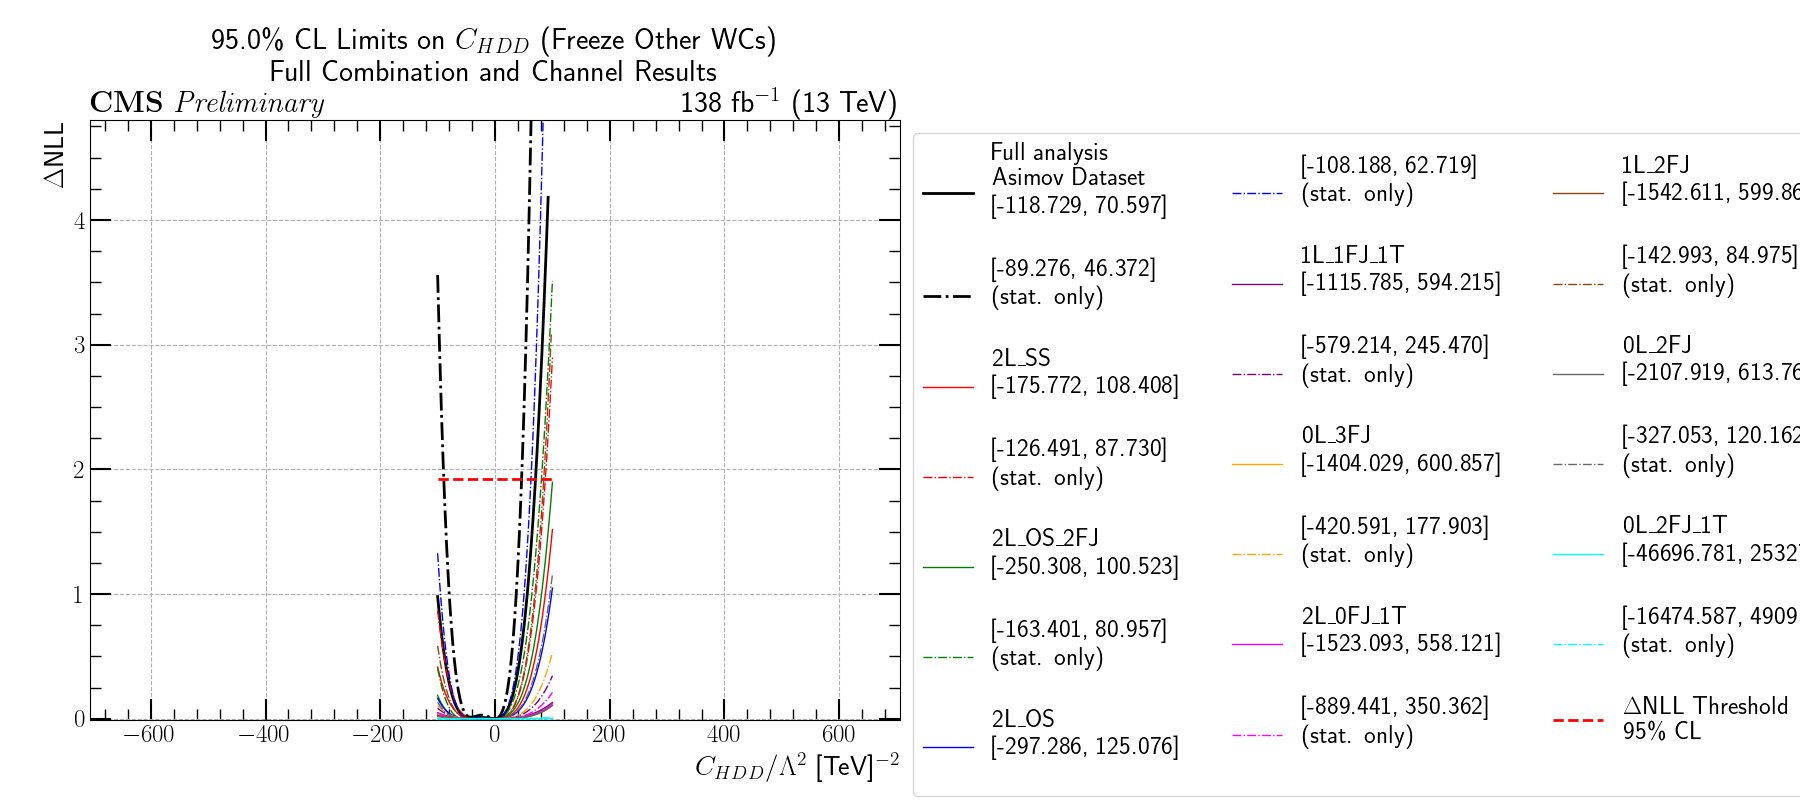 95.0% CL Limits on C_HDD (Freeze Other WCs)
Full Combination and Channel Results
CMS Preliminary
138 fb⁻¹ (13 TeV)
ΔNLL
4
3
2
1
0
−600
−400
−200
0
200
400
600
C_HDD/Λ² [TeV]⁻²
Full analysis
Asimov Dataset
[-118.729, 70.597]
[-89.276, 46.372]
(stat. only)
2L_SS
[-175.772, 108.408]
[-126.491, 87.730]
(stat. only)
2L_OS_2FJ
[-250.308, 100.523]
[-163.401, 80.957]
(stat. only)
2L_OS
[-297.286, 125.076]
[-108.188, 62.719]
(stat. only)
1L_1FJ_1T
[-1115.785, 594.215]
[-579.214, 245.470]
(stat. only)
0L_3FJ
[-1404.029, 600.857]
[-420.591, 177.903]
(stat. only)
2L_0FJ_1T
[-1523.093, 558.121]
[-889.441, 350.362]
(stat. only)
1L_2FJ
[-1542.611, 599.86
[-142.993, 84.975]
(stat. only)
0L_2FJ
[-2107.919, 613.76
[-327.053, 120.162
(stat. only)
0L_2FJ_1T
[-46696.781, 2532
[-16474.587, 4909
(stat. only)
ΔNLL Threshold
95% CL